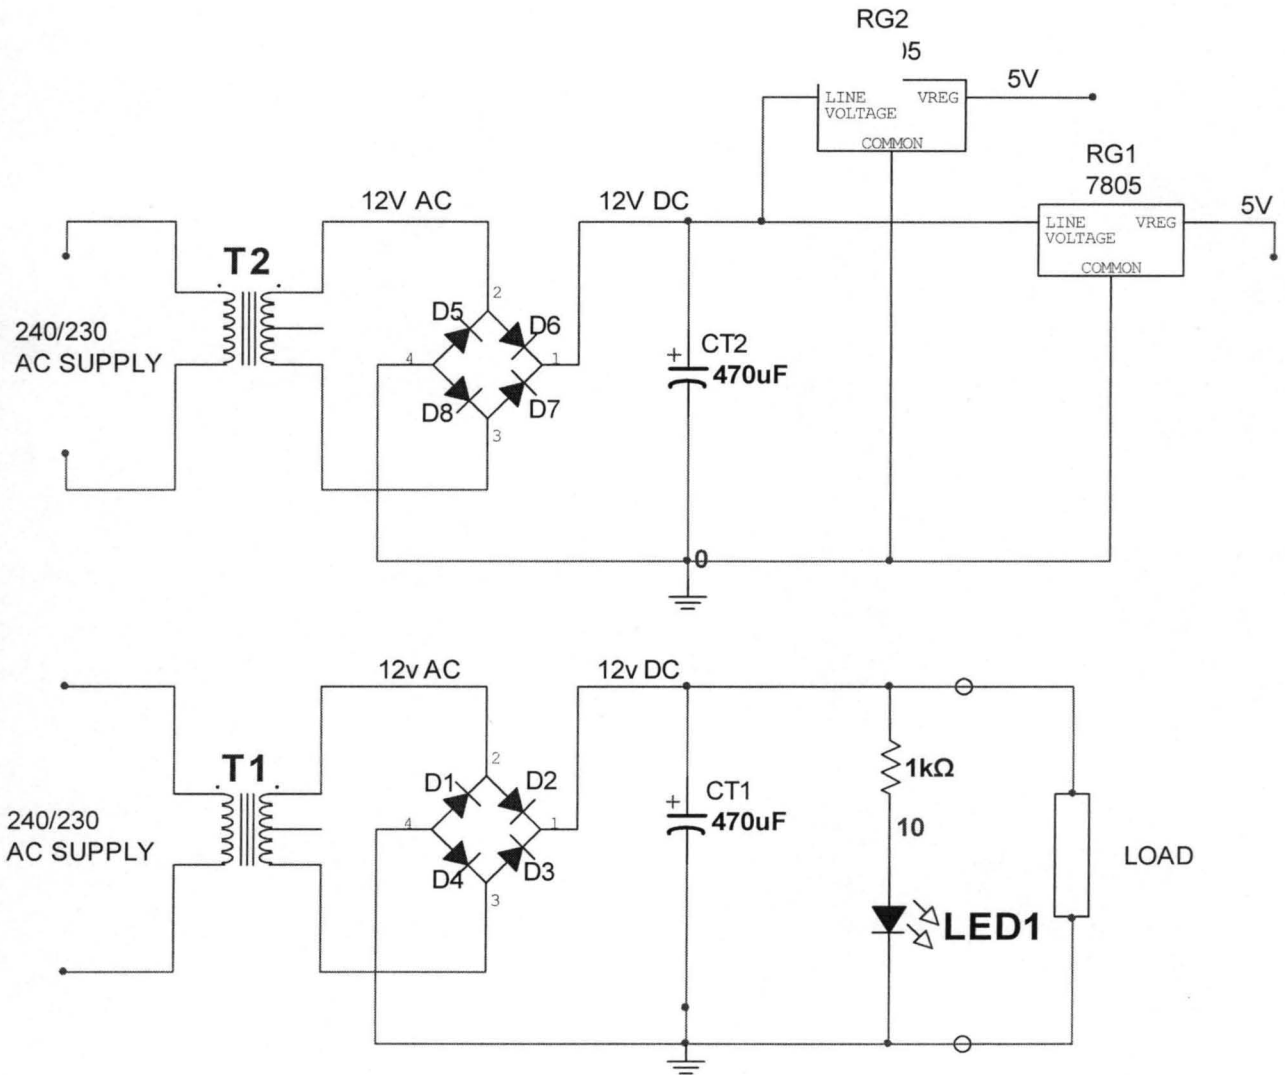 RG2
5V
LINE VREG
VOLTAGE
COMMON
RG1
7805
12V AC
12V DC
5V
LINE VREG
VOLTAGE
COMMON
T2
240/230
AC SUPPLY
2
D5
D6
4
1
D8
D7
3
+
CT2
470uF
0
12v AC
12v DC
T1
240/230
AC SUPPLY
2
D1
D2
4
1
D4
D3
3
+
CT1
470uF
1kΩ
10
LOAD
LED1